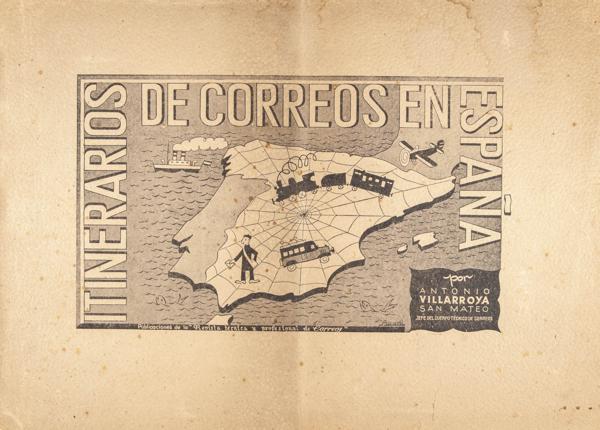 ITINERARIOS DE CORREOS EN ESPAÑA
por
ANTONIO
VILLARROYA
SAN MATEO
JEFE DEL CUERPO TÉCNICO DE CORREOS
Publicaciones de la "Revista técnica y profesional de Correos"